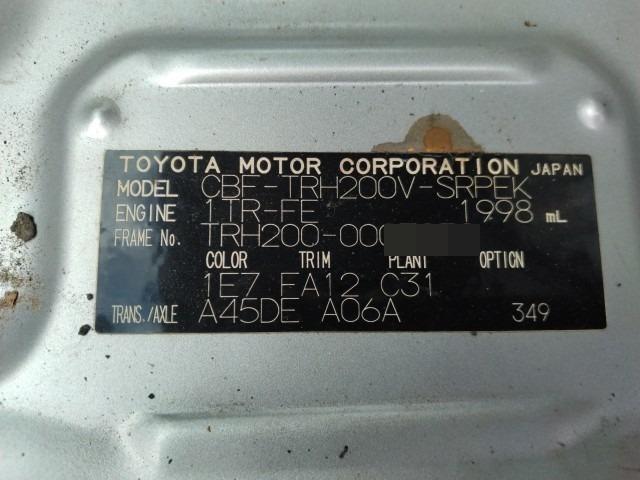 TOYOTA MOTOR CORPORATION JAPAN
MODEL CBF-TRH200V-SRPEK
ENGINE 1TR-FE 1998 mL
FRAME No. TRH200-000
COLOR TRIM PLANT OPTION
1E7 FA12 C31
TRANS./AXLE A45DE A06A 349